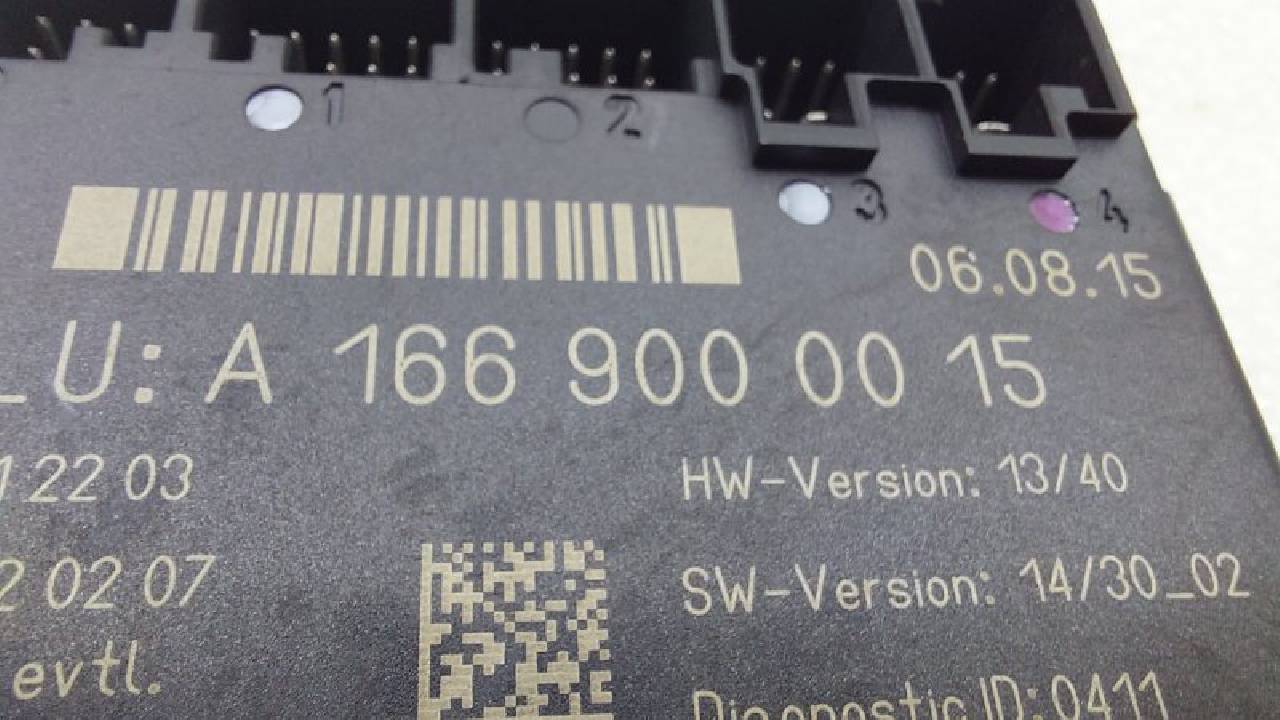 1 2 3 4
06.08.15
LU: A 166 900 00 15
1 22 03
HW-Version: 13/40
2 02 07
SW-Version: 14/30_02
evtl.
Diagnostic ID: 0411